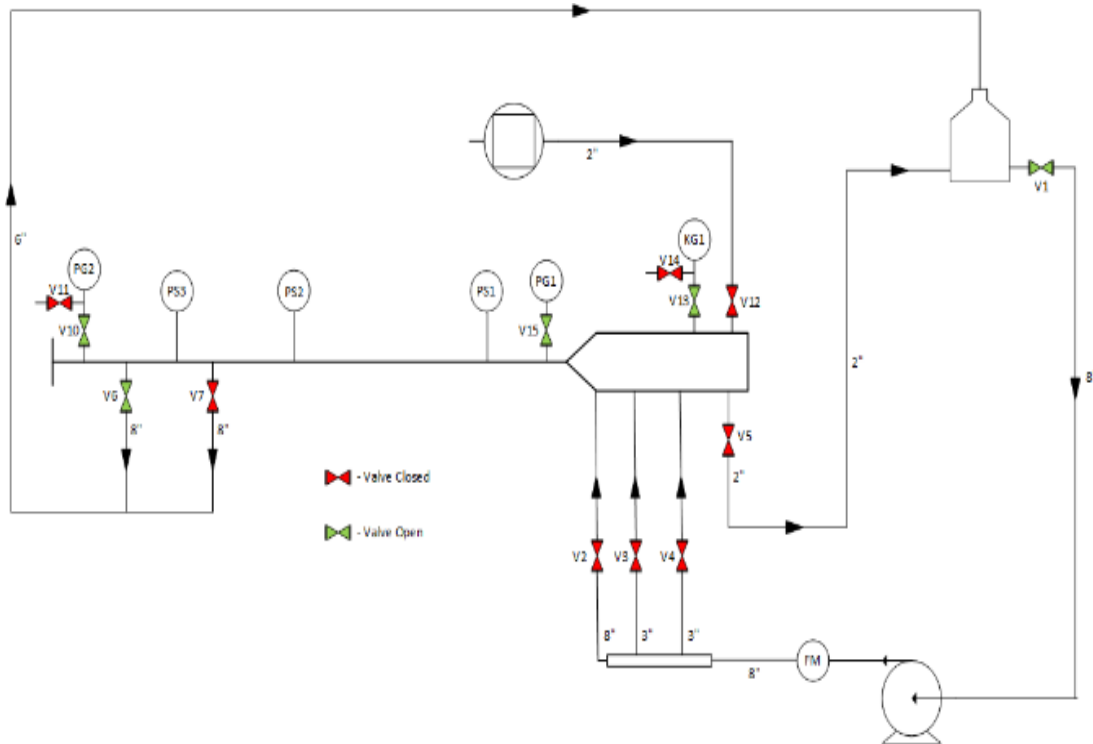 2"
V1
6"
PG2
V11
V10
PS3
PS2
PS1
PG1
V15
KG1
V14
V13
V12
2"
8
V6
8"
V7
8"
V5
2"
- Valve Closed
- Valve Open
V2
V3
V4
8"
3"
3"
8"
FM